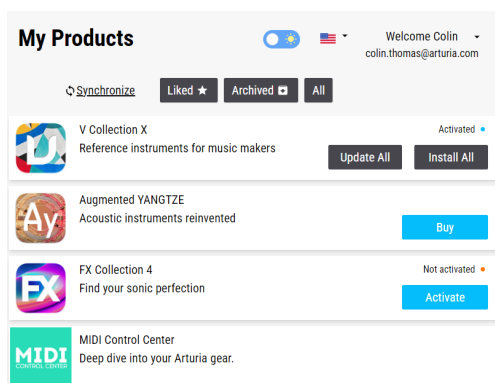 My Products
Welcome Colin
colin.thomas@arturia.com
Synchronize
Liked
Archived
All
V Collection X
Activated
Reference instruments for music makers
Update All
Install All
Ay
Augmented YANGTZE
Acoustic instruments reinvented
Buy
FX
FX Collection 4
Not activated
Find your sonic perfection
Activate
MIDI
CONTROL CENTER
MIDI Control Center
Deep dive into your Arturia gear.